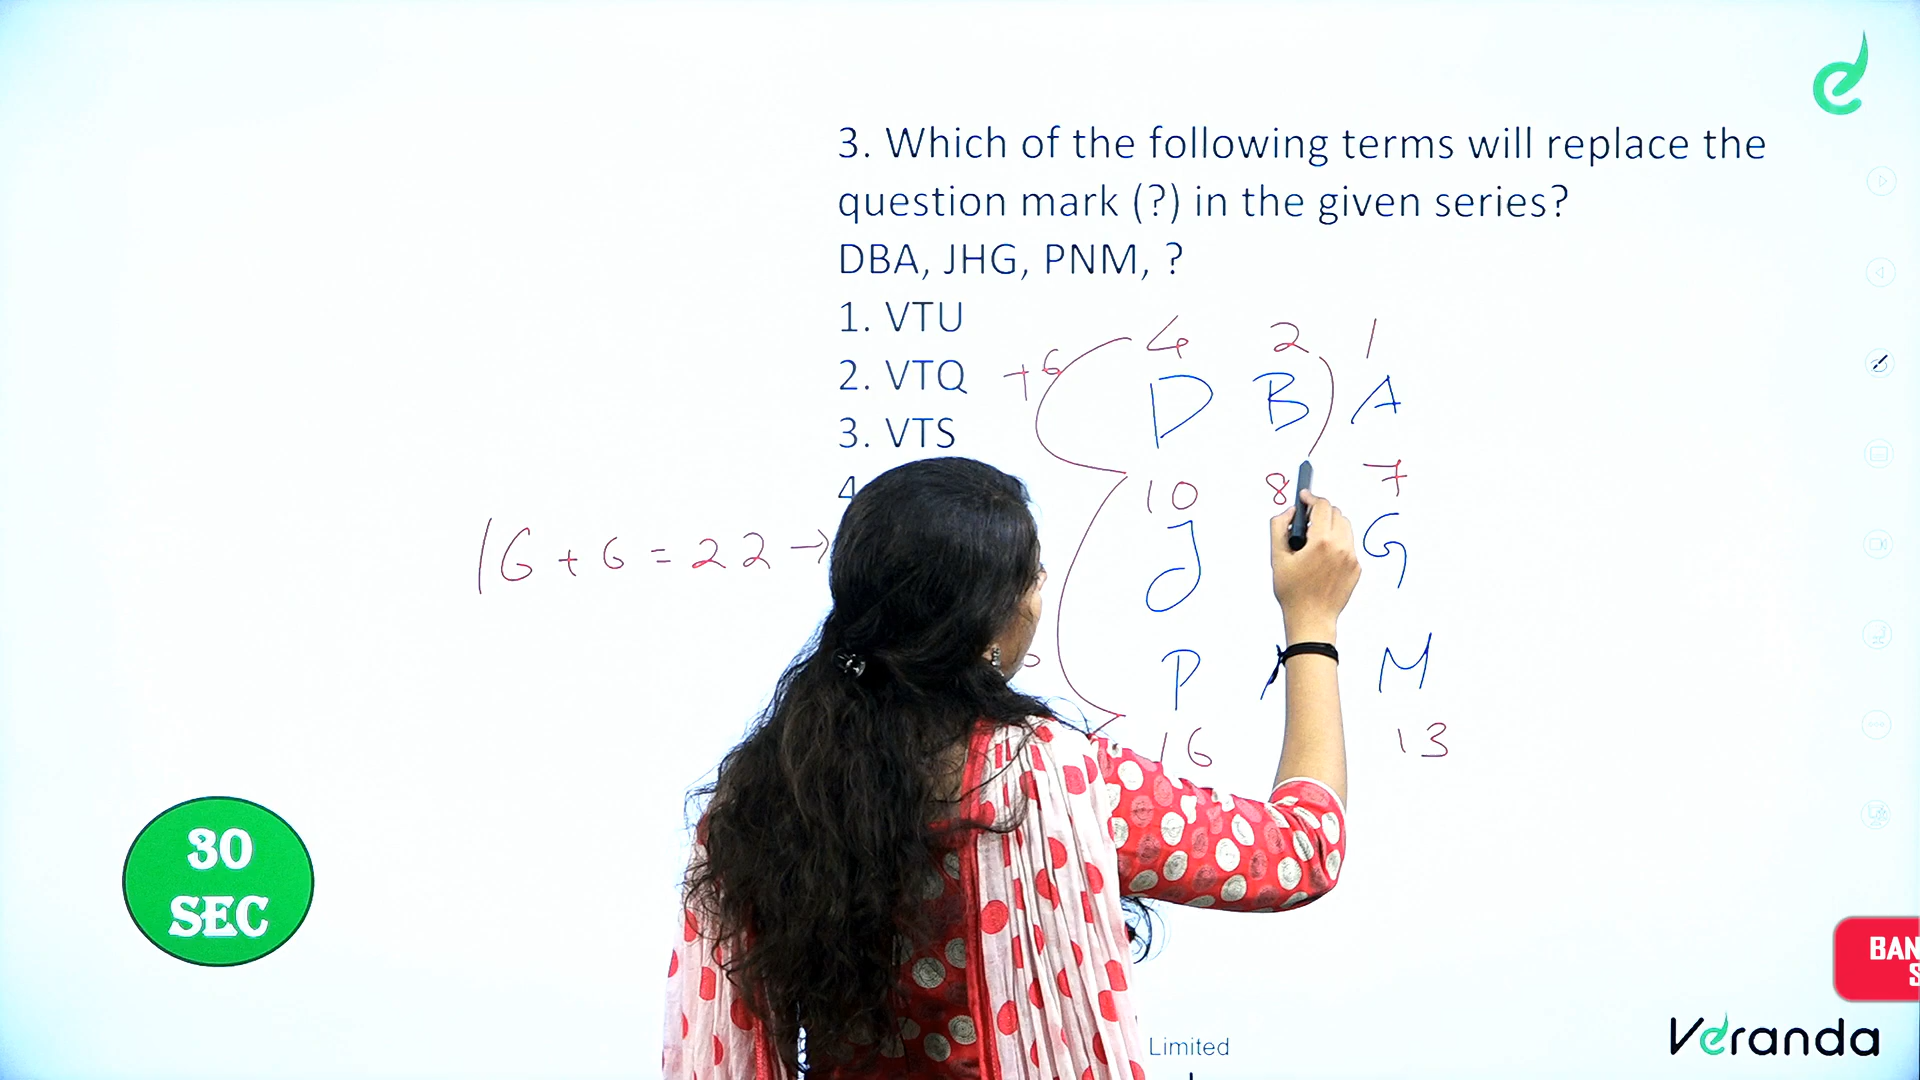 3. Which of the following terms will replace the
question mark (?) in the given series?
DBA, JHG, PNM, ?
1. VTU
2. VTQ
3. VTS
4
4 2 1
+6
D B A
10 8 7
J G
16 + 6 = 22 →
P M
16 13
30
SEC
BAN
S
Limited
Veranda